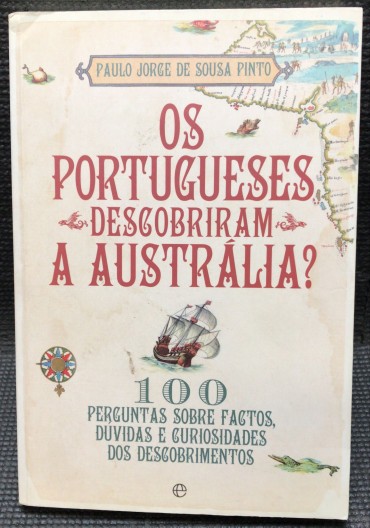 PAULO JORGE DE SOUSA PINTO
OS
PORTUGUESES
DESCOBRIRAM
A AUSTRÁLIA?
100
PERGUNTAS SOBRE FACTOS,
DÚVIDAS E CURIOSIDADES
DOS DESCOBRIMENTOS